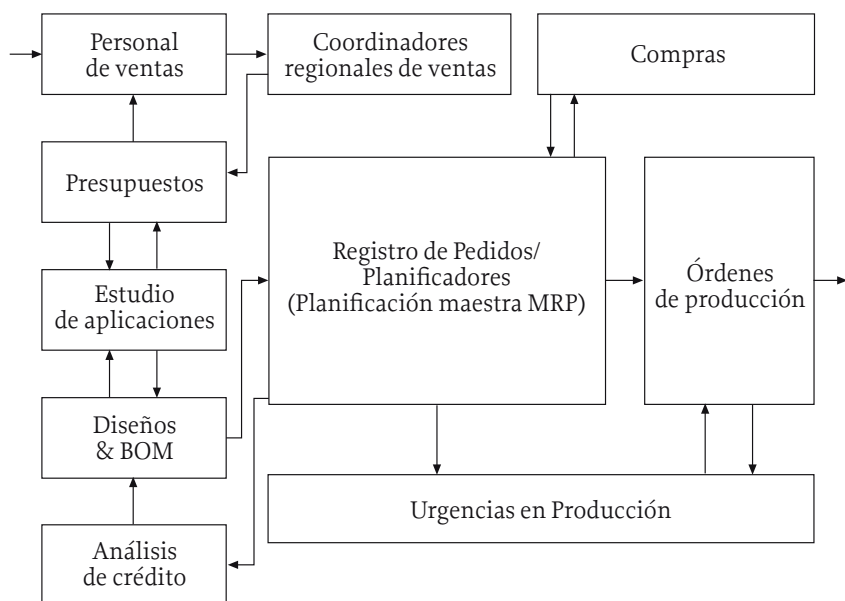 Personal
de ventas
Coordinadores
regionales de ventas
Compras
Presupuestos
Registro de Pedidos/
Planificadores
(Planificación maestra MRP)
Órdenes
de producción
Estudio
de aplicaciones
Diseños
& BOM
Urgencias en Producción
Análisis
de crédito